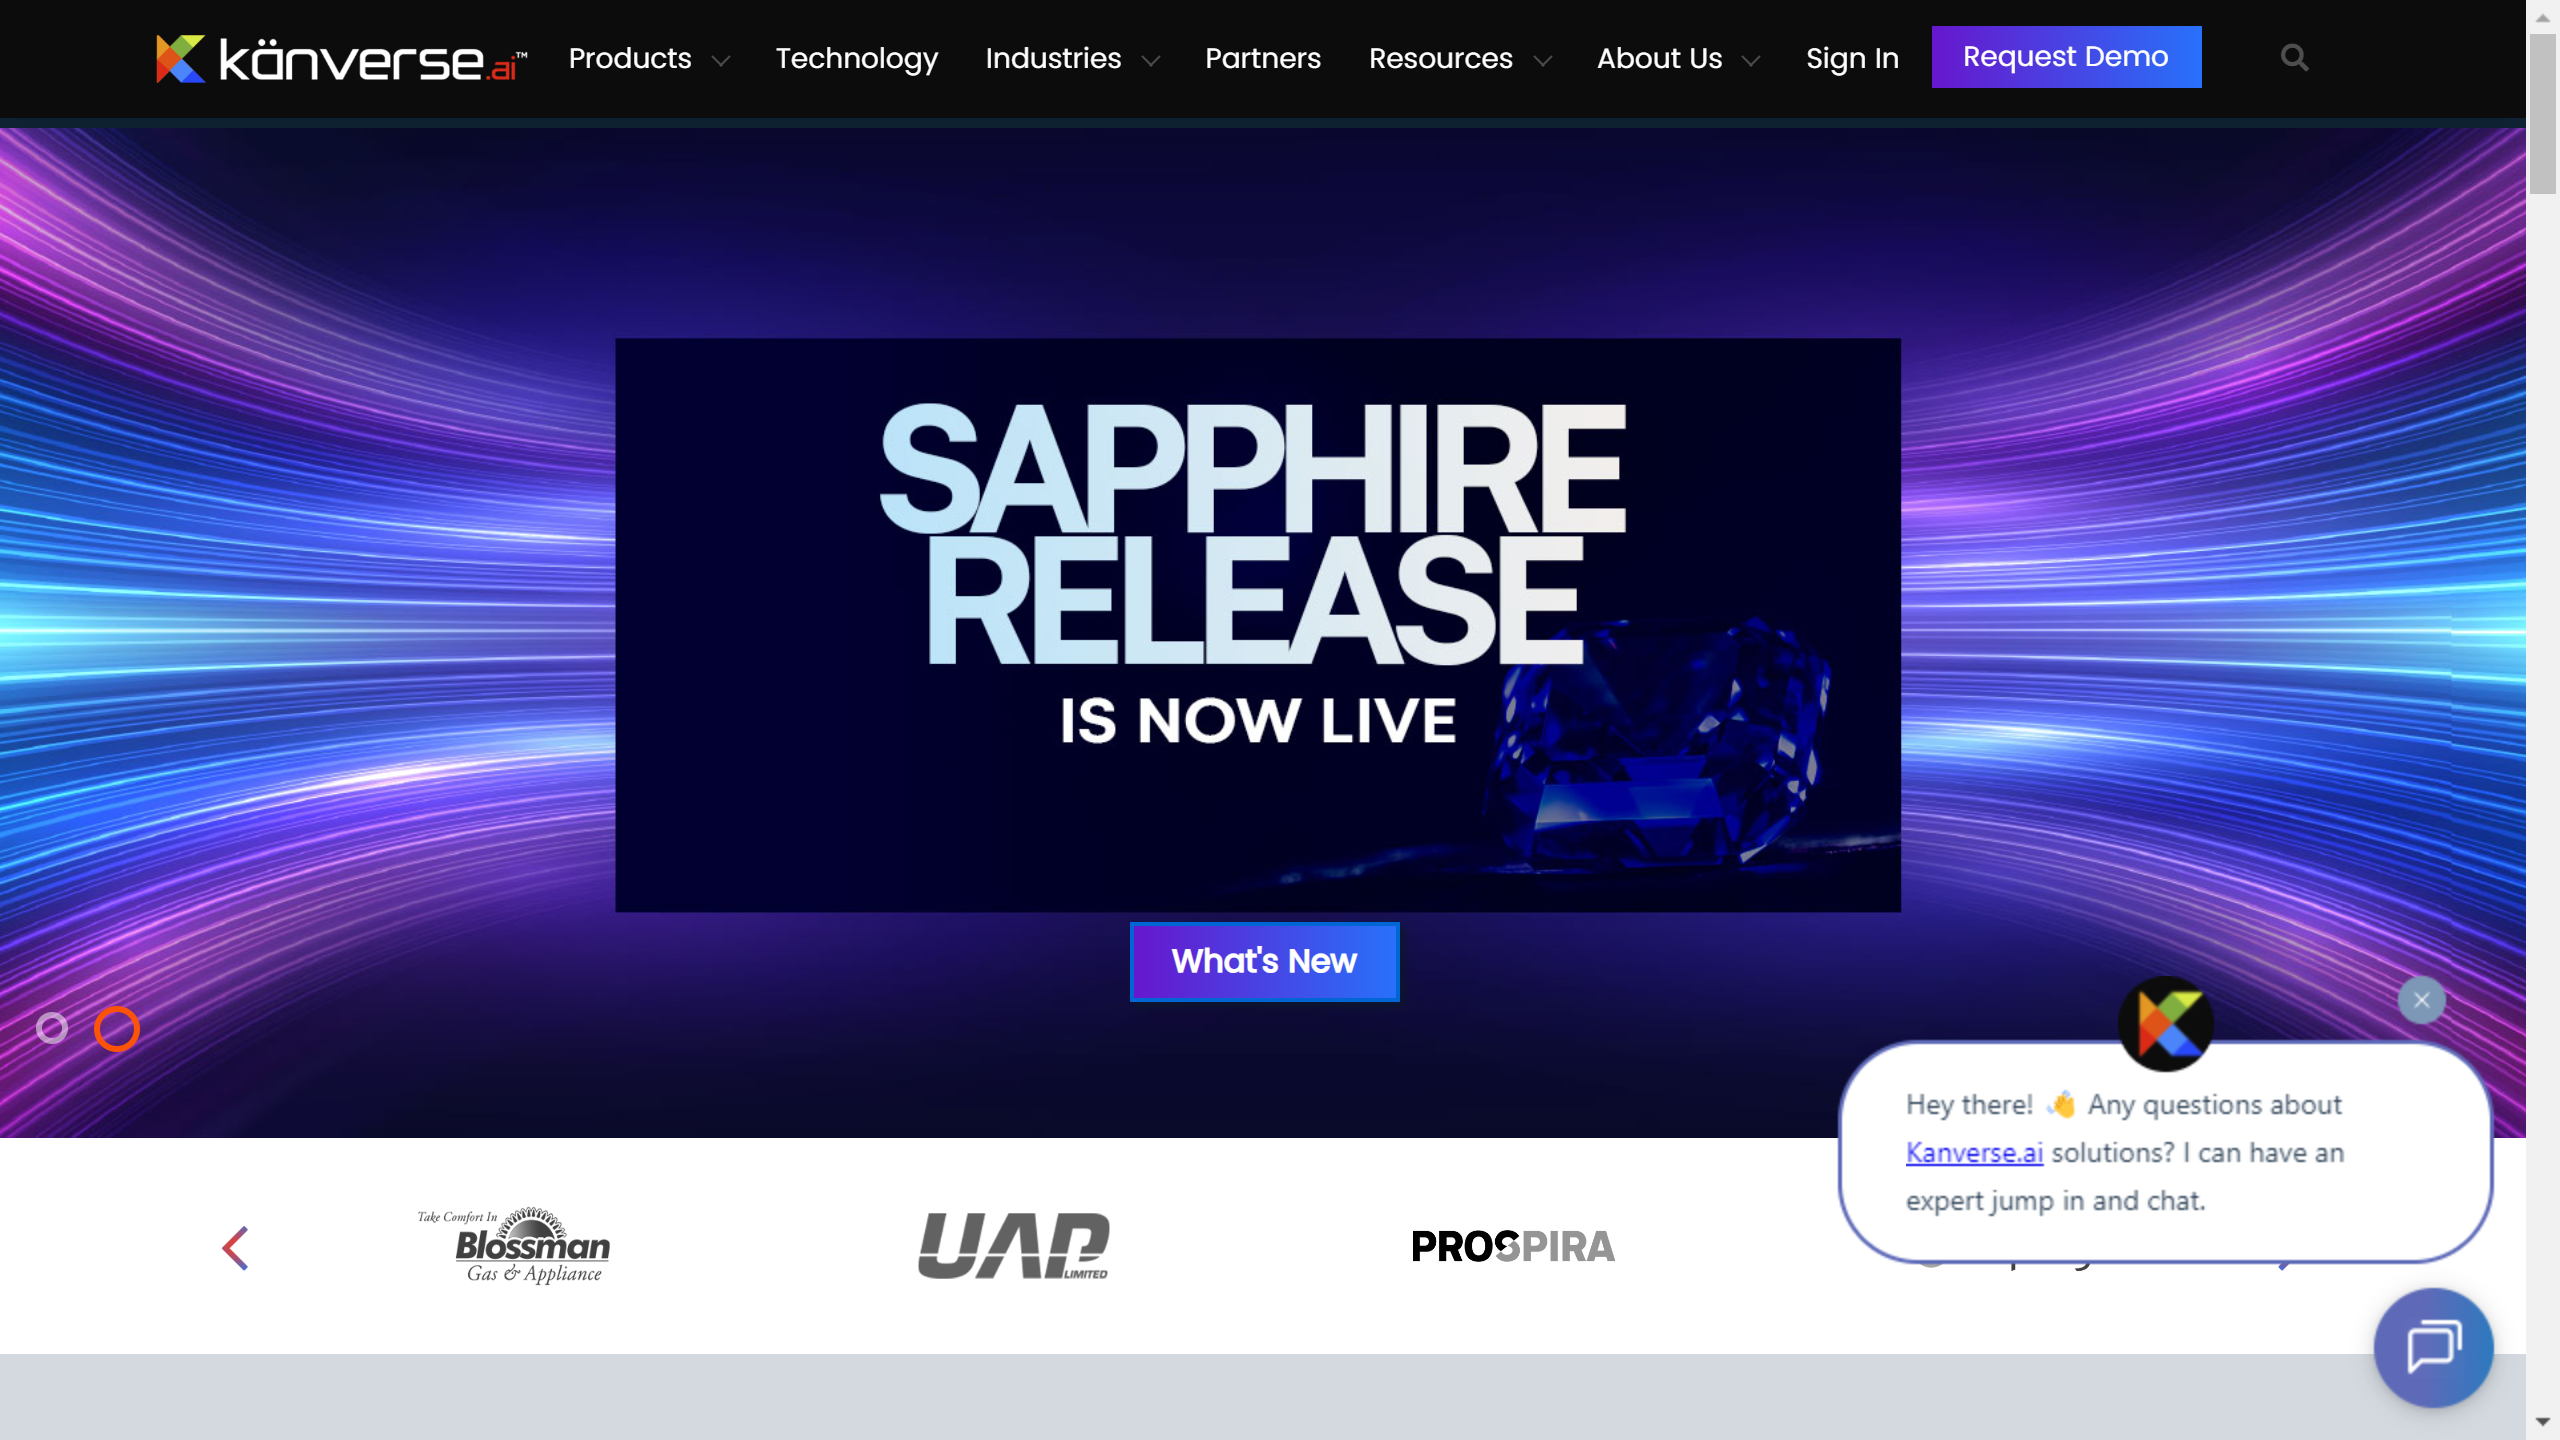 känverse.ai™
Products
Technology
Industries
Partners
Resources
About Us
Sign In
Request Demo
SAPPHIRE
RELEASE
IS NOW LIVE
What's New
Hey there! 👋 Any questions about
Kanverse.ai solutions? I can have an
expert jump in and chat.
Take Comfort In
Blossman
Gas & Appliance
UAP
LIMITED
PROSPIRA